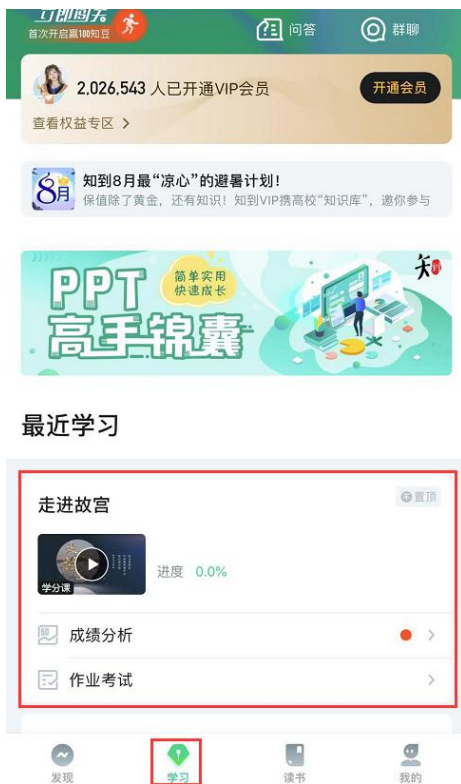 立即闯关
首次开启赢100知豆
问答
群聊
2,026,543 人已开通VIP会员
开通会员
查看权益专区 >
8月
知到8月最“凉心”的避暑计划!
保值除了黄金，还有知识！知到VIP携高校“知识库”，邀你参与
PPT
高手锦囊
简单实用
快速成长
最近学习
走进故宫
置顶
学分课
进度 0.0%
成绩分析
作业考试
发现
学习
读书
我的